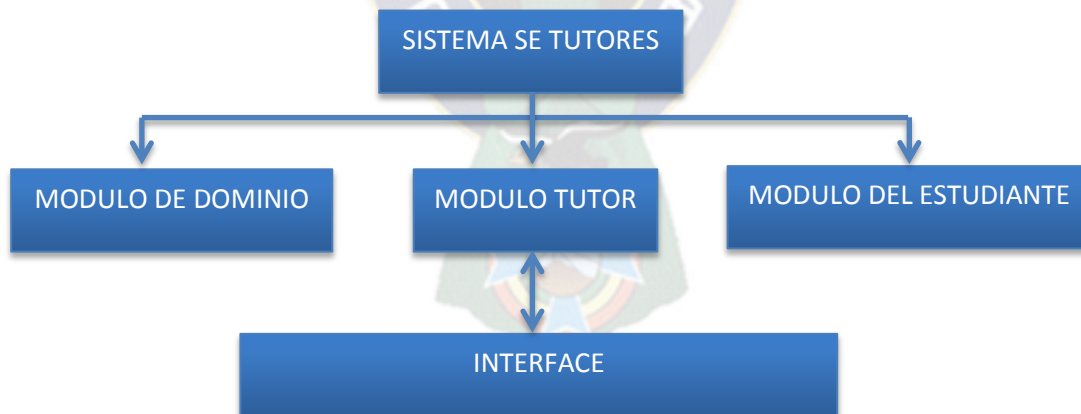 SISTEMA SE TUTORES
MODULO DE DOMINIO
MODULO TUTOR
MODULO DEL ESTUDIANTE
INTERFACE